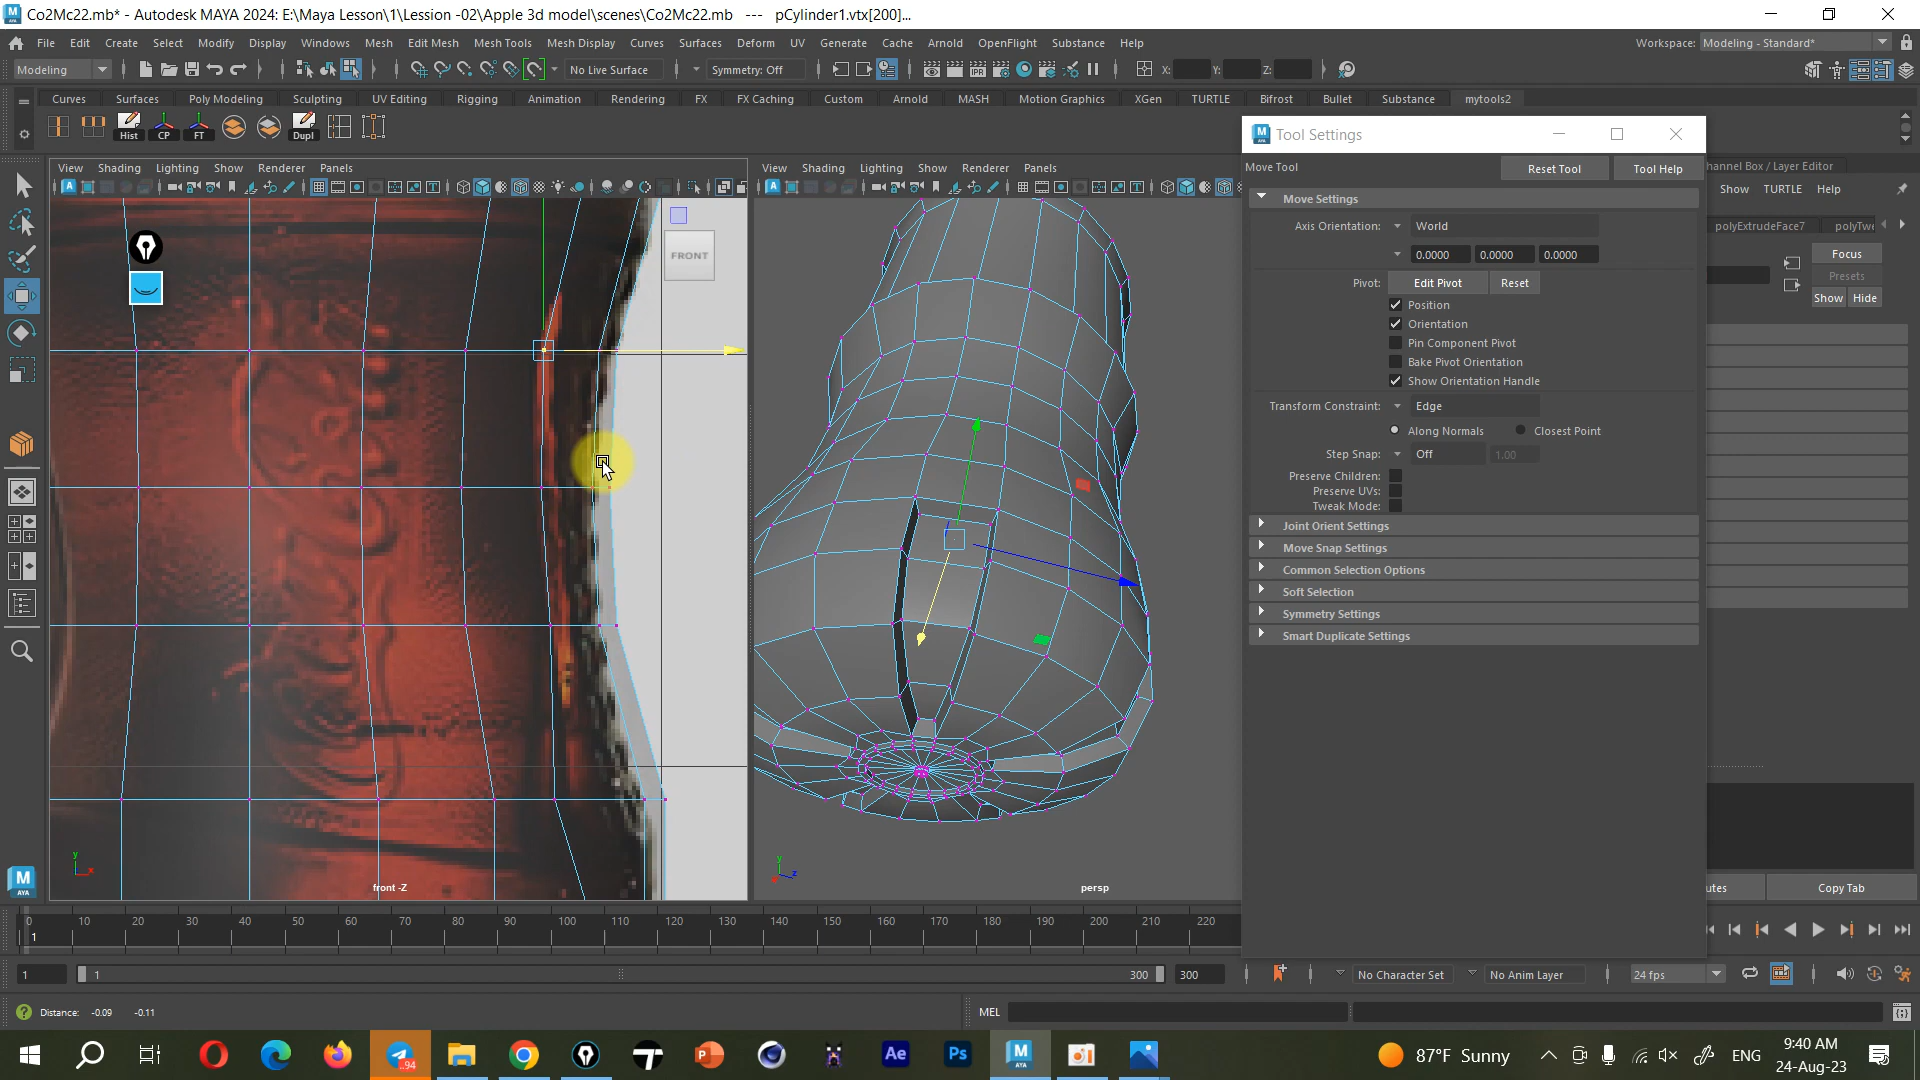 Co2Mc22.mb* - Autodesk MAYA 2024: E:\Maya Lesson\1\Lession -02\Apple 3d model\scenes\Co2Mc22.mb  ---  pCylinder1.vtx[200]...
File Edit Create Select Modify Display Windows Mesh Edit Mesh Mesh Tools Mesh Display Curves Surfaces Deform UV Generate Cache Arnold OpenFlight Substance Help Workspace: Modeling - Standard*
Modeling No Live Surface Symmetry: Off X: Y: Z:
Curves Surfaces Poly Modeling Sculpting UV Editing Rigging Animation Rendering FX FX Caching Custom Arnold MASH Motion Graphics XGen TURTLE Bifrost Bullet Substance mytools2
Hist CP FT Dupl
Tool Settings
View Shading Lighting Show Renderer Panels
View Shading Lighting Show Renderer Panels
Move Tool Reset Tool Tool Help
hannel Box / Layer Editor
Show TURTLE Help
Move Settings
Axis Orientation: World
0.0000 0.0000 0.0000
Pivot: Edit Pivot Reset
Position
Orientation
Pin Component Pivot
Bake Pivot Orientation
Show Orientation Handle
Transform Constraint: Edge
Along Normals Closest Point
Step Snap: Off 1.00
Preserve Children:
Preserve UVs:
Tweak Mode:
Joint Orient Settings
Move Snap Settings
Common Selection Options
Soft Selection
Symmetry Settings
Smart Duplicate Settings
polyExtrudeFace7 polyTwe
Focus
Presets
Show Hide
utes Copy Tab
FRONT
y x
front -Z
y z
persp
0 10 20 30 40 50 60 70 80 90 100 110 120 130 140 150 160 170 180 190 200 210 220
1
1 1 300 300 No Character Set No Anim Layer 24 fps
Distance: -0.09 -0.11 MEL
94 Ae Ps M AYA
87°F Sunny ENG 9:40 AM
24-Aug-23